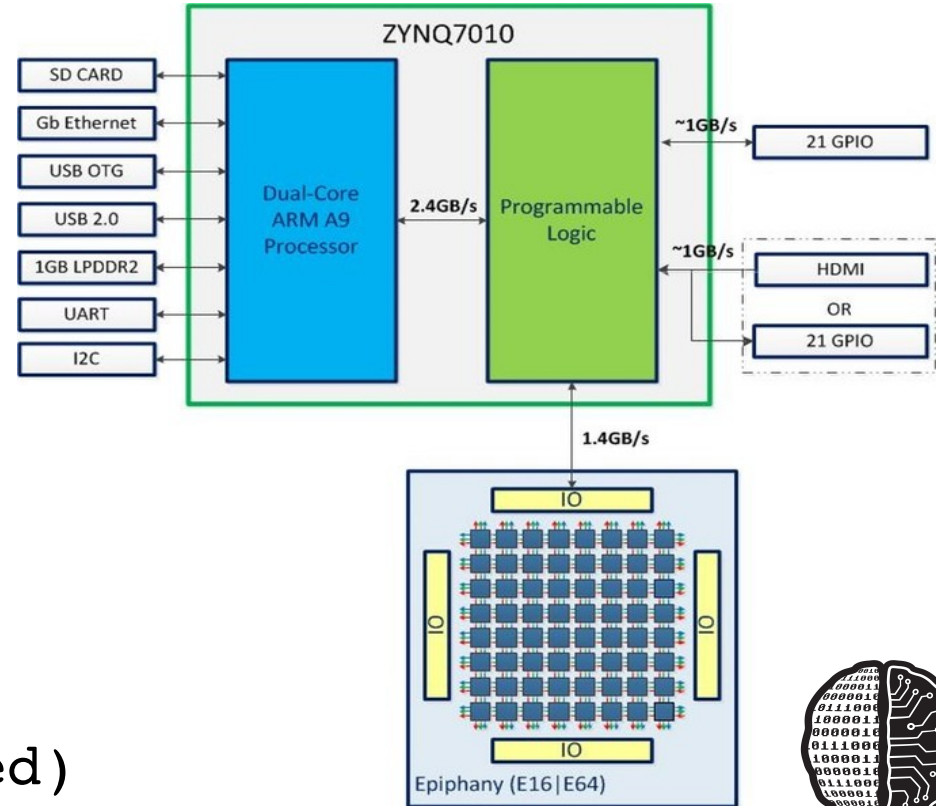 ZYNQ7010
SD CARD
Gb Ethernet
USB OTG
USB 2.0
1GB LPDDR2
UART
I2C
Dual-Core
ARM A9
Processor
2.4GB/s
Programmable
Logic
~1GB/s
21 GPIO
~1GB/s
HDMI
OR
21 GPIO
1.4GB/s
IO
IO
IO
IO
Epiphany (E16|E64)
ed)